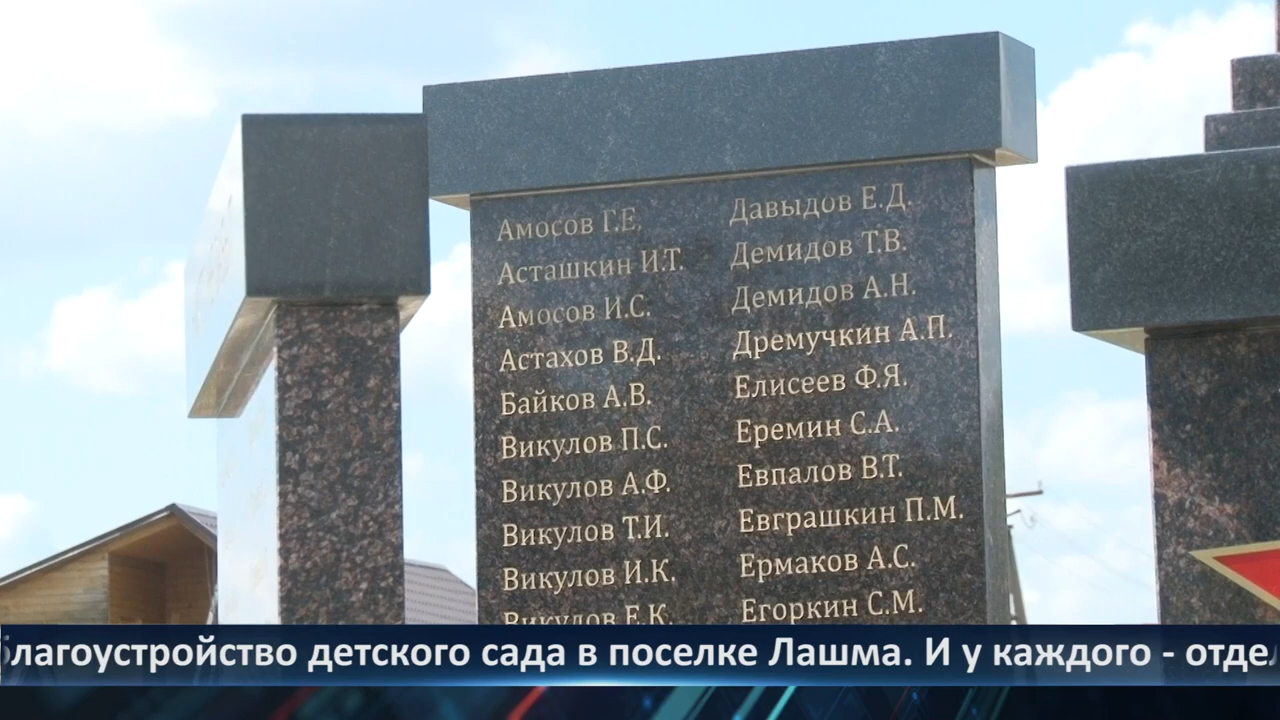 Амосов Г.Е.
Асташкин И.Т.
Амосов И.С.
Астахов В.Д.
Байков А.В.
Викулов П.С.
Викулов А.Ф.
Викулов Т.И.
Викулов И.К.
Викулов Е.К.
Давыдов Е.Д.
Демидов Т.В.
Демидов А.Н.
Дремучкин А.П.
Елисеев Ф.Я.
Еремин С.А.
Евпалов В.Т.
Евграшкин П.М.
Ермаков А.С.
Егоркин С.М.
благоустройство детского сада в поселке Лашма. И у каждого - отдел